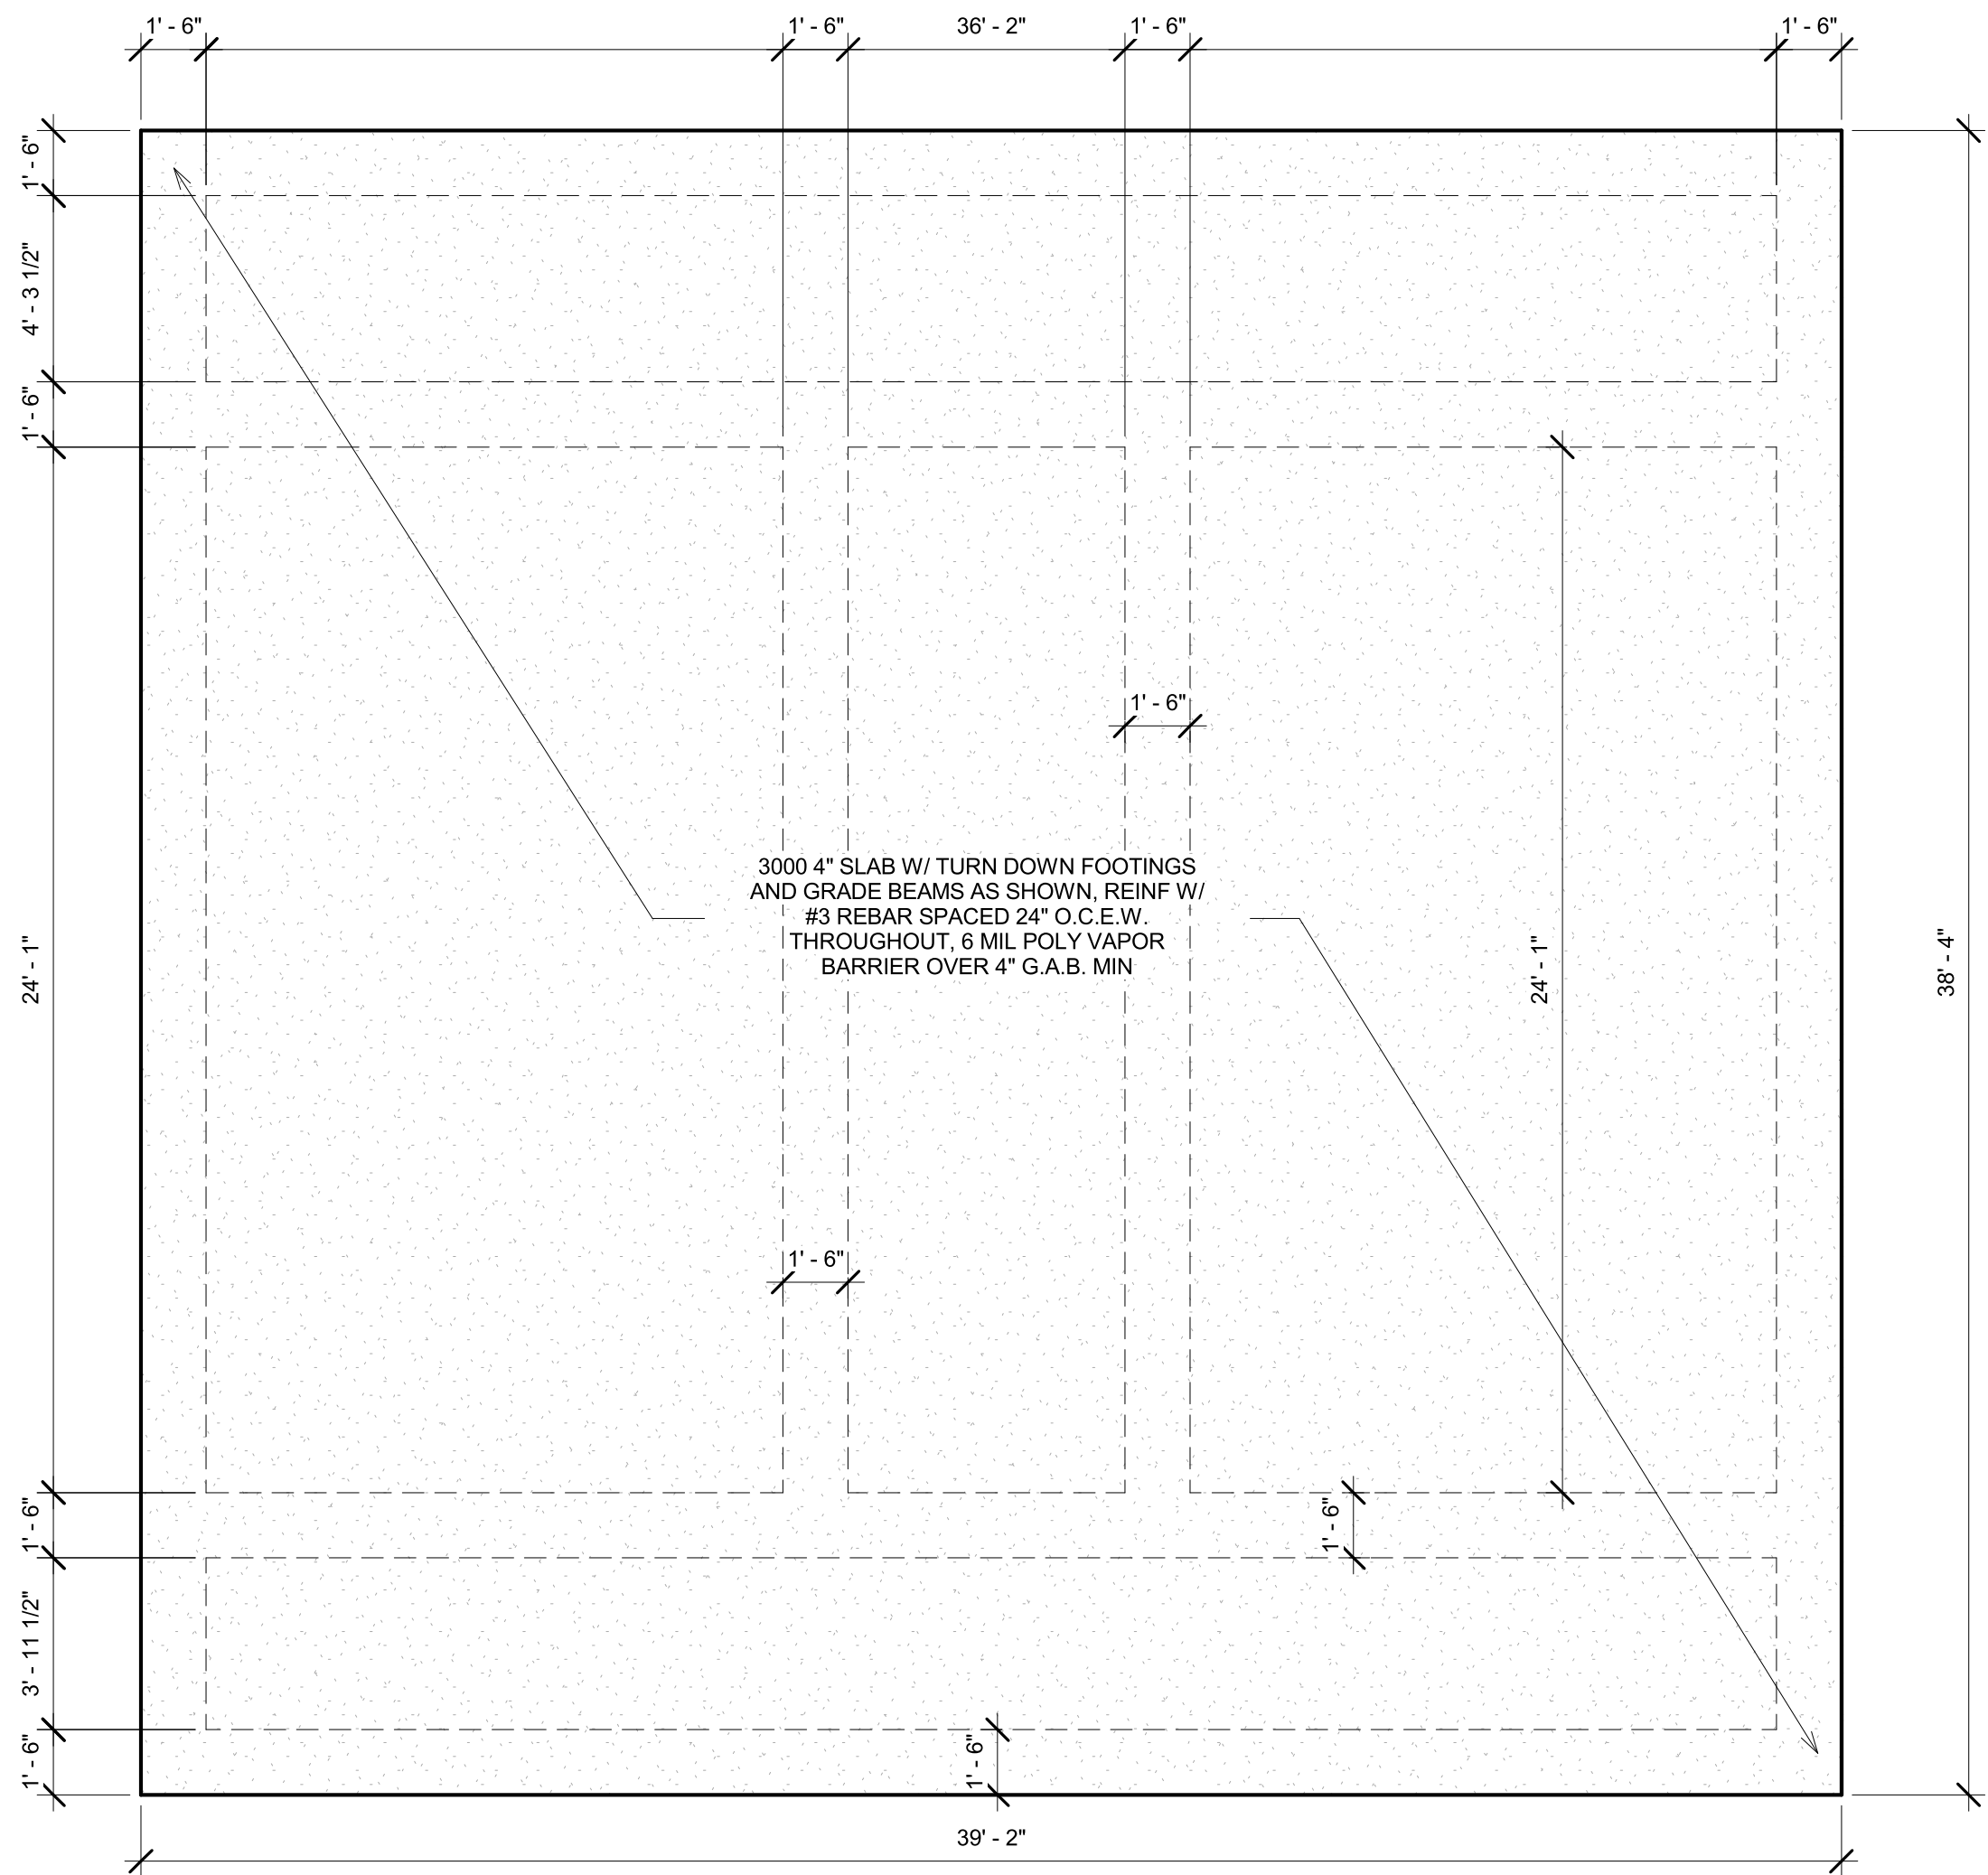 1' - 6"
1' - 6"
36' - 2"
1' - 6"
1' - 6"
1' - 6"
4' - 3 1/2"
1' - 6"
24' - 1"
1' - 6"
3' - 11 1/2"
1' - 6"
1' - 6"
3000 4" SLAB W/ TURN DOWN FOOTINGS
AND GRADE BEAMS AS SHOWN, REINF W/
#3 REBAR SPACED 24" O.C.E.W.
THROUGHOUT, 6 MIL POLY VAPOR
BARRIER OVER 4" G.A.B. MIN
24' - 1"
38' - 4"
1' - 6"
1' - 6"
1' - 6"
39' - 2"